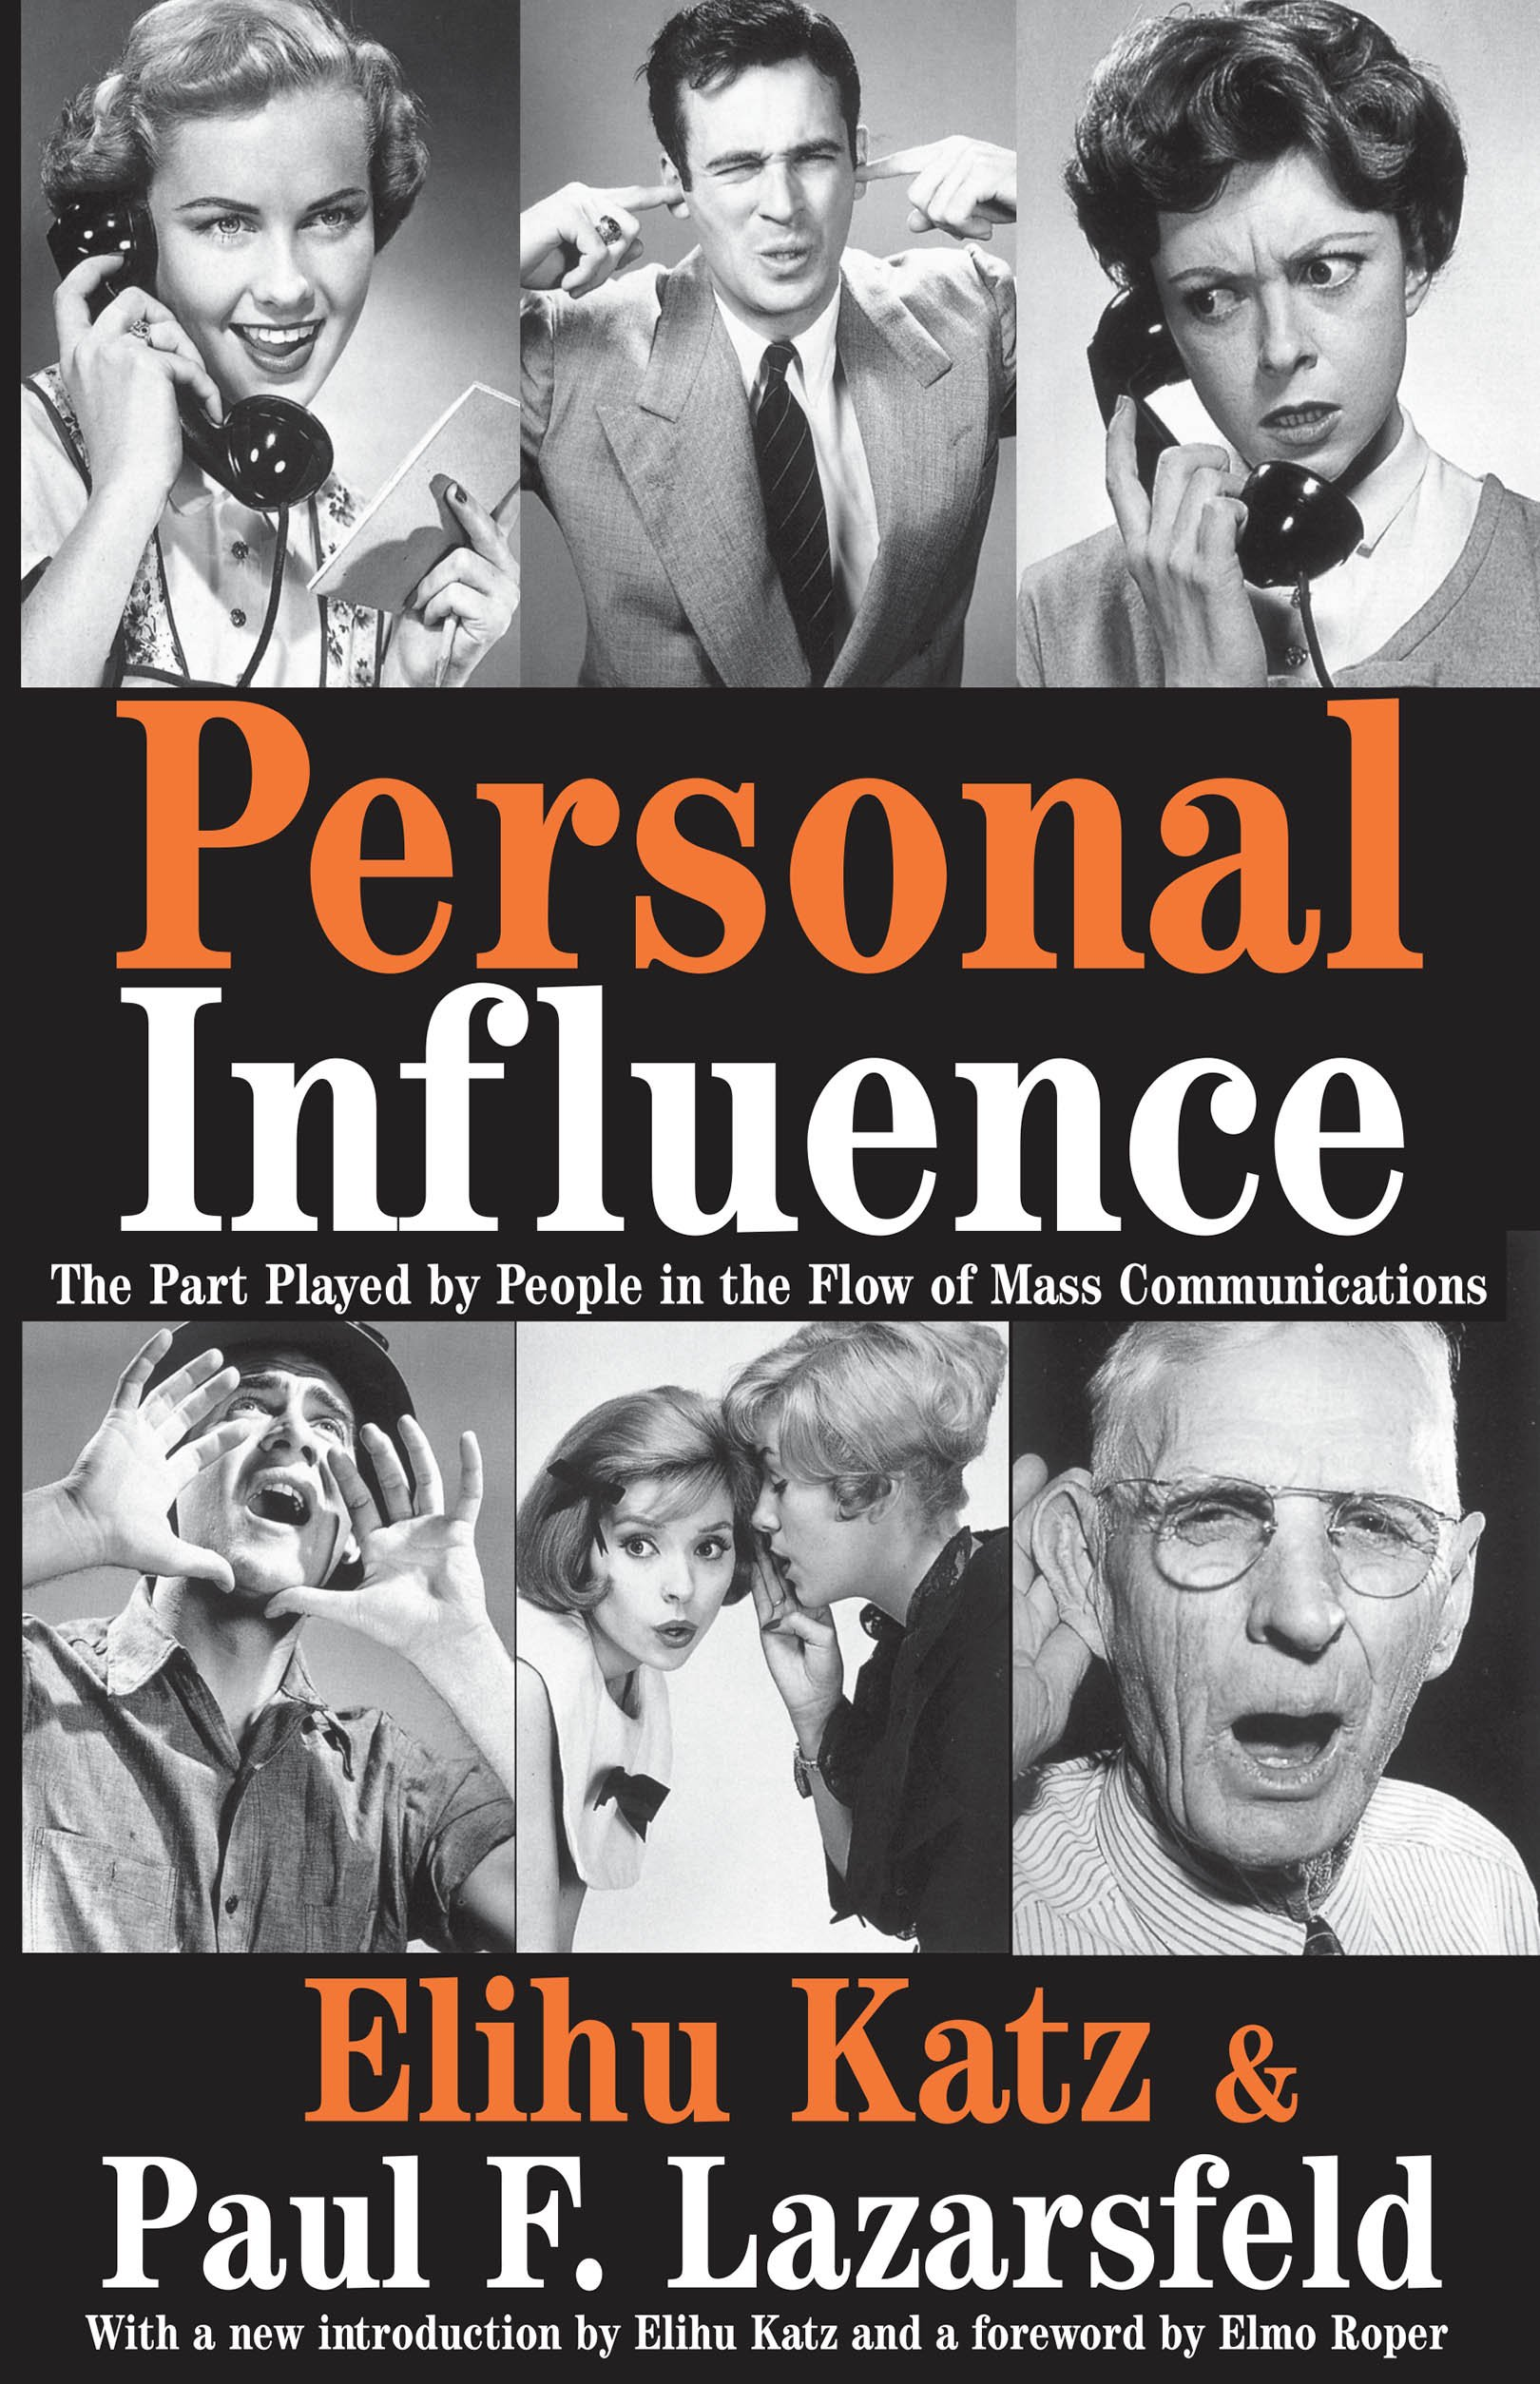 Personal
Influence
The Part Played by People in the Flow of Mass Communications
Elihu Katz &
Paul F. Lazarsfeld
With a new introduction by Elihu Katz and a foreword by Elmo Roper